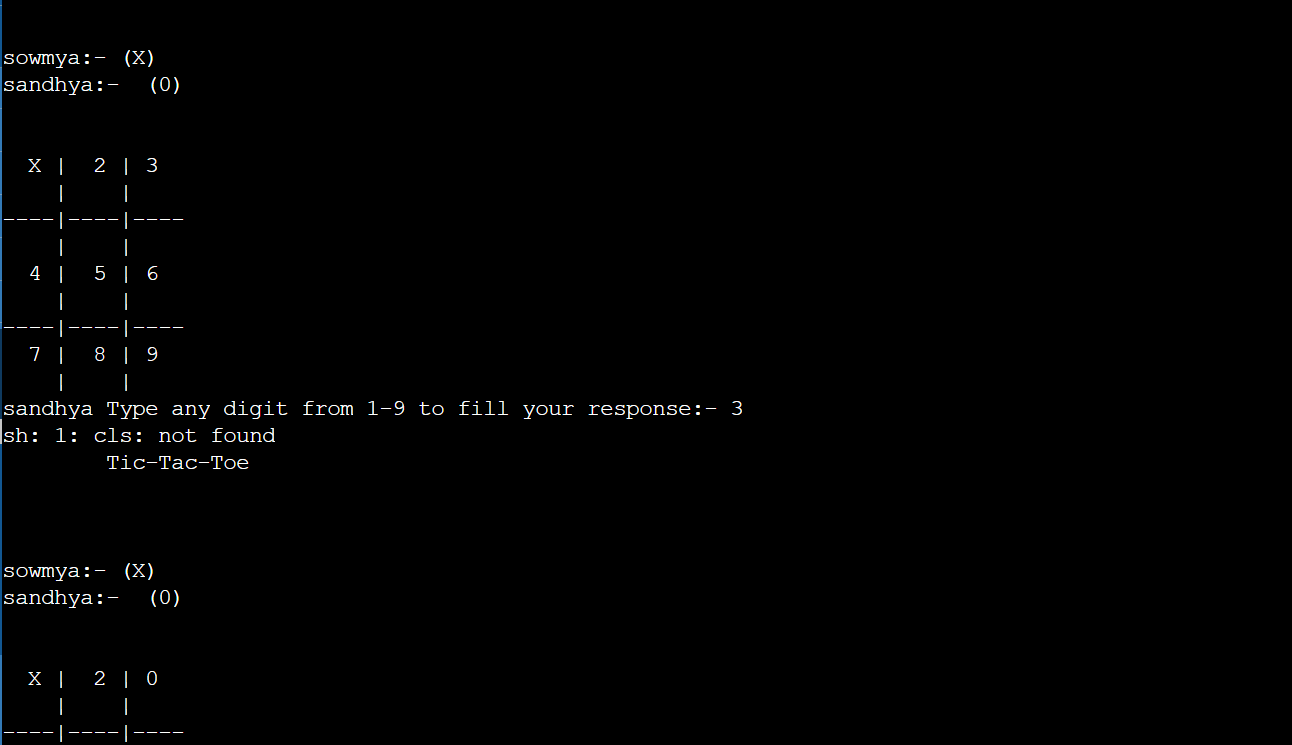 sowmya:- (X)
sandhya:-  (0)
  X |  2 | 3
    |    |
----|----|----
    |    |
  4 |  5 | 6
    |    |
----|----|----
  7 |  8 | 9
    |    |
sandhya Type any digit from 1-9 to fill your response:- 3
sh: 1: cls: not found
        Tic-Tac-Toe
sowmya:- (X)
sandhya:-  (0)
  X |  2 | 0
    |    |
----|----|----